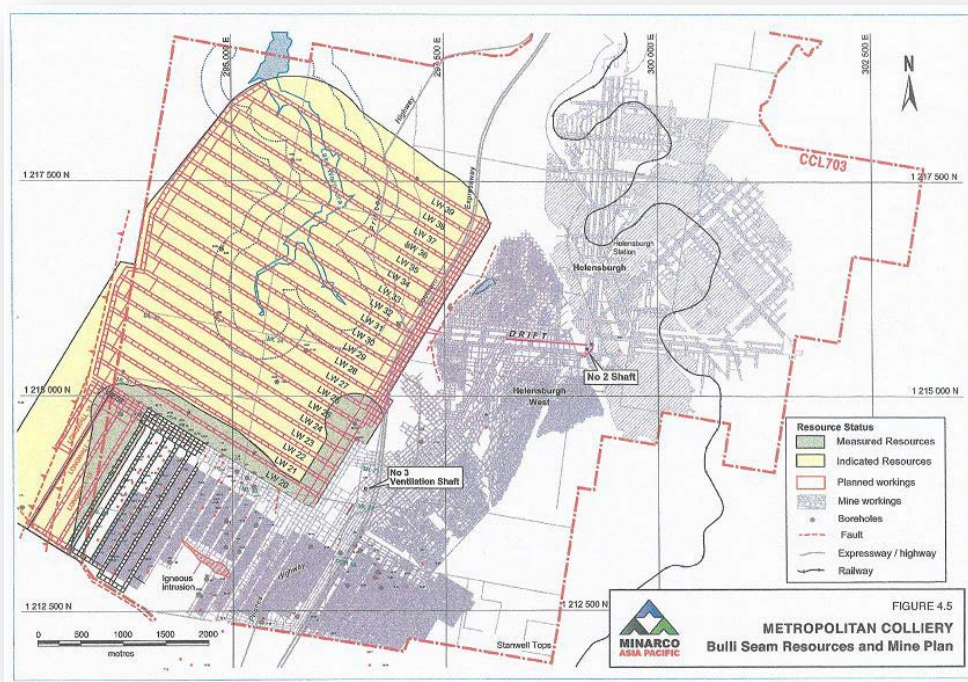 295 000 E
297 500 E
300 000 E
302 500 E
N
Highway
Expressway
CCL703
1 217 500 N
1 217 500 N
LW 39
LW 38
LW 37
LW 36
LW 35
LW 34
LW 33
LW 32
LW 31
LW 30
LW 29
LW 28
LW 27
LW 26
LW 25
LW 24
LW 23
LW 22
LW 21
LW 20
Helensburgh
Station
Helensburgh
DRIFT
No 2 Shaft
Helensburgh
West
1 215 000 N
1 215 000 N
No 3
Ventilation Shaft
Igneous
Intrusion
Highway
1 212 500 N
1 212 500 N
Stanwell Tops
0 500 1000 1500 2000
metres
Resource Status
Measured Resources
Indicated Resources
Planned workings
Mine workings
Boreholes
Fault
Expressway / highway
Railway
MINARCO
ASIA PACIFIC
FIGURE 4.5
METROPOLITAN COLLIERY
Bulli Seam Resources and Mine Plan